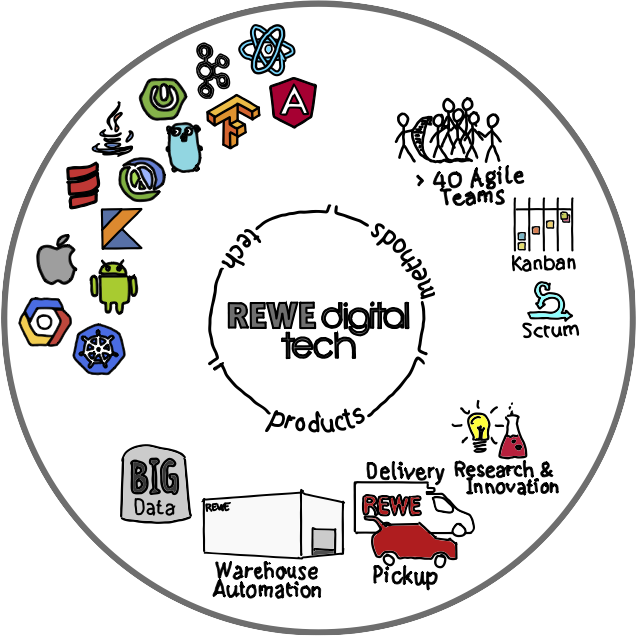 A
> 40 Agile
Teams
Kanban
Scrum
tech
methods
REWE digital
tech
products
Research &
Innovation
Delivery
REWE
Pickup
BIG
Data
REWE
Warehouse
Automation